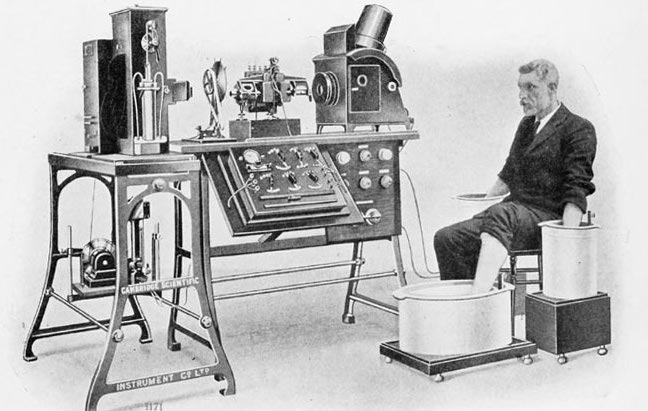 CAMBRIDGE SCIENTIFIC
INSTRUMENT Cº LTD
1171